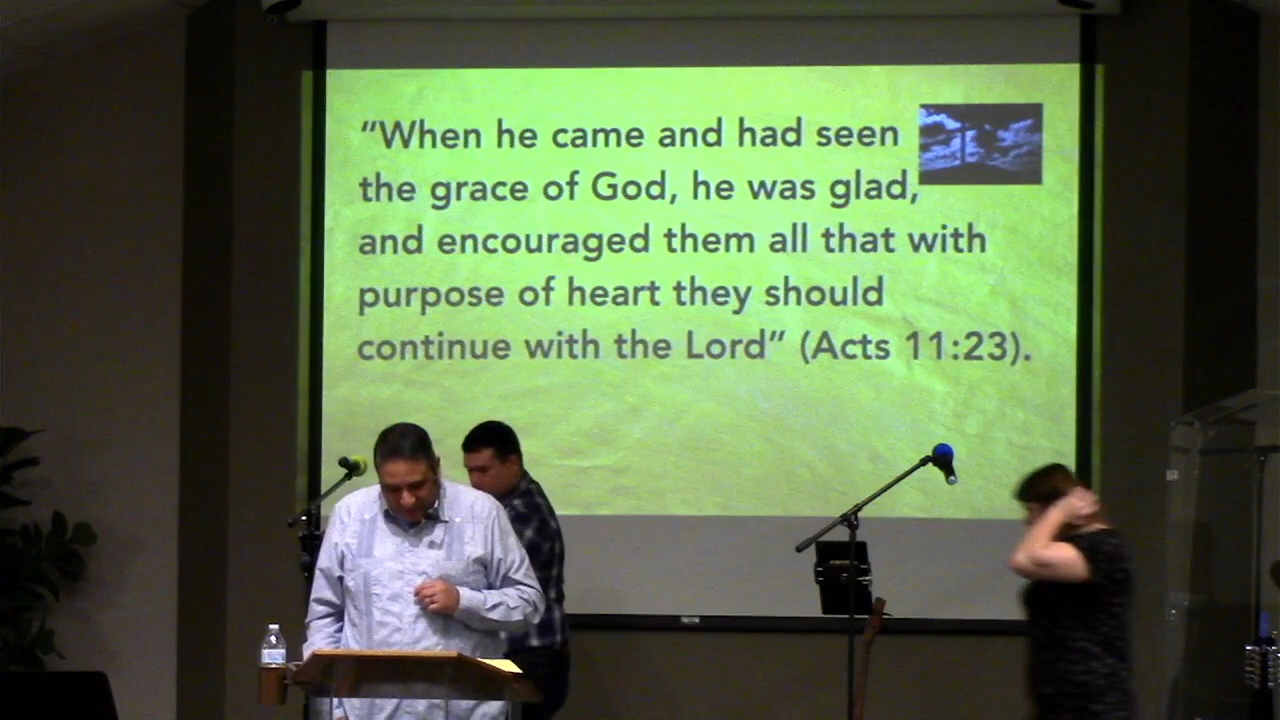 “When he came and had seen
the grace of God, he was glad,
and encouraged them all that with
purpose of heart they should
continue with the Lord” (Acts 11:23).